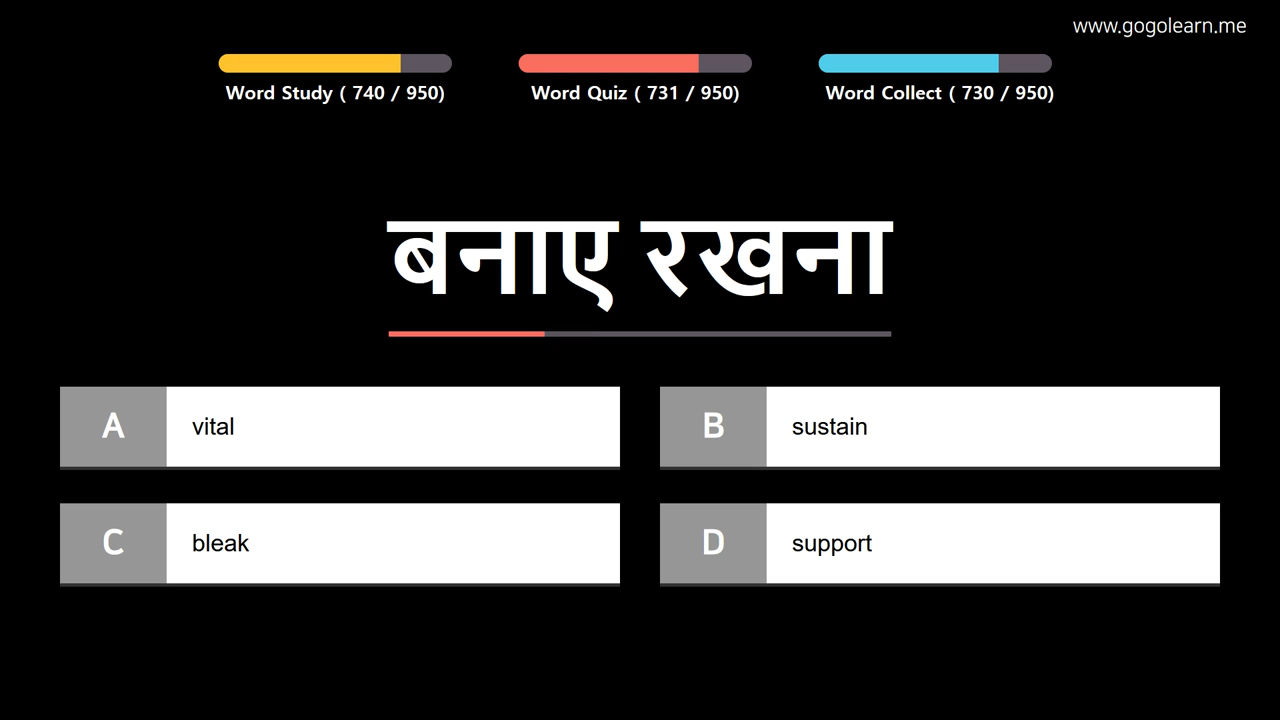 www.gogolearn.me
Word Study ( 740 / 950)
Word Quiz ( 731 / 950)
Word Collect ( 730 / 950)
बनाए रखना
A vital
B sustain
C bleak
D support